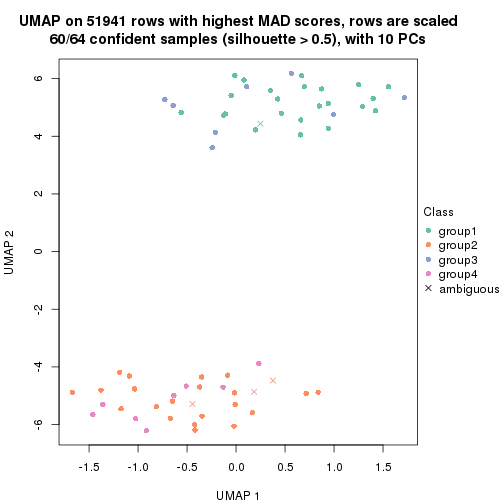 UMAP on 51941 rows with highest MAD scores, rows are scaled
60/64 confident samples (silhouette > 0.5), with 10 PCs
6
4
2
0
-2
-4
-6
UMAP 2
-1.5
-1.0
-0.5
0.0
0.5
1.0
1.5
UMAP 1
Class
group1
group2
group3
group4
ambiguous